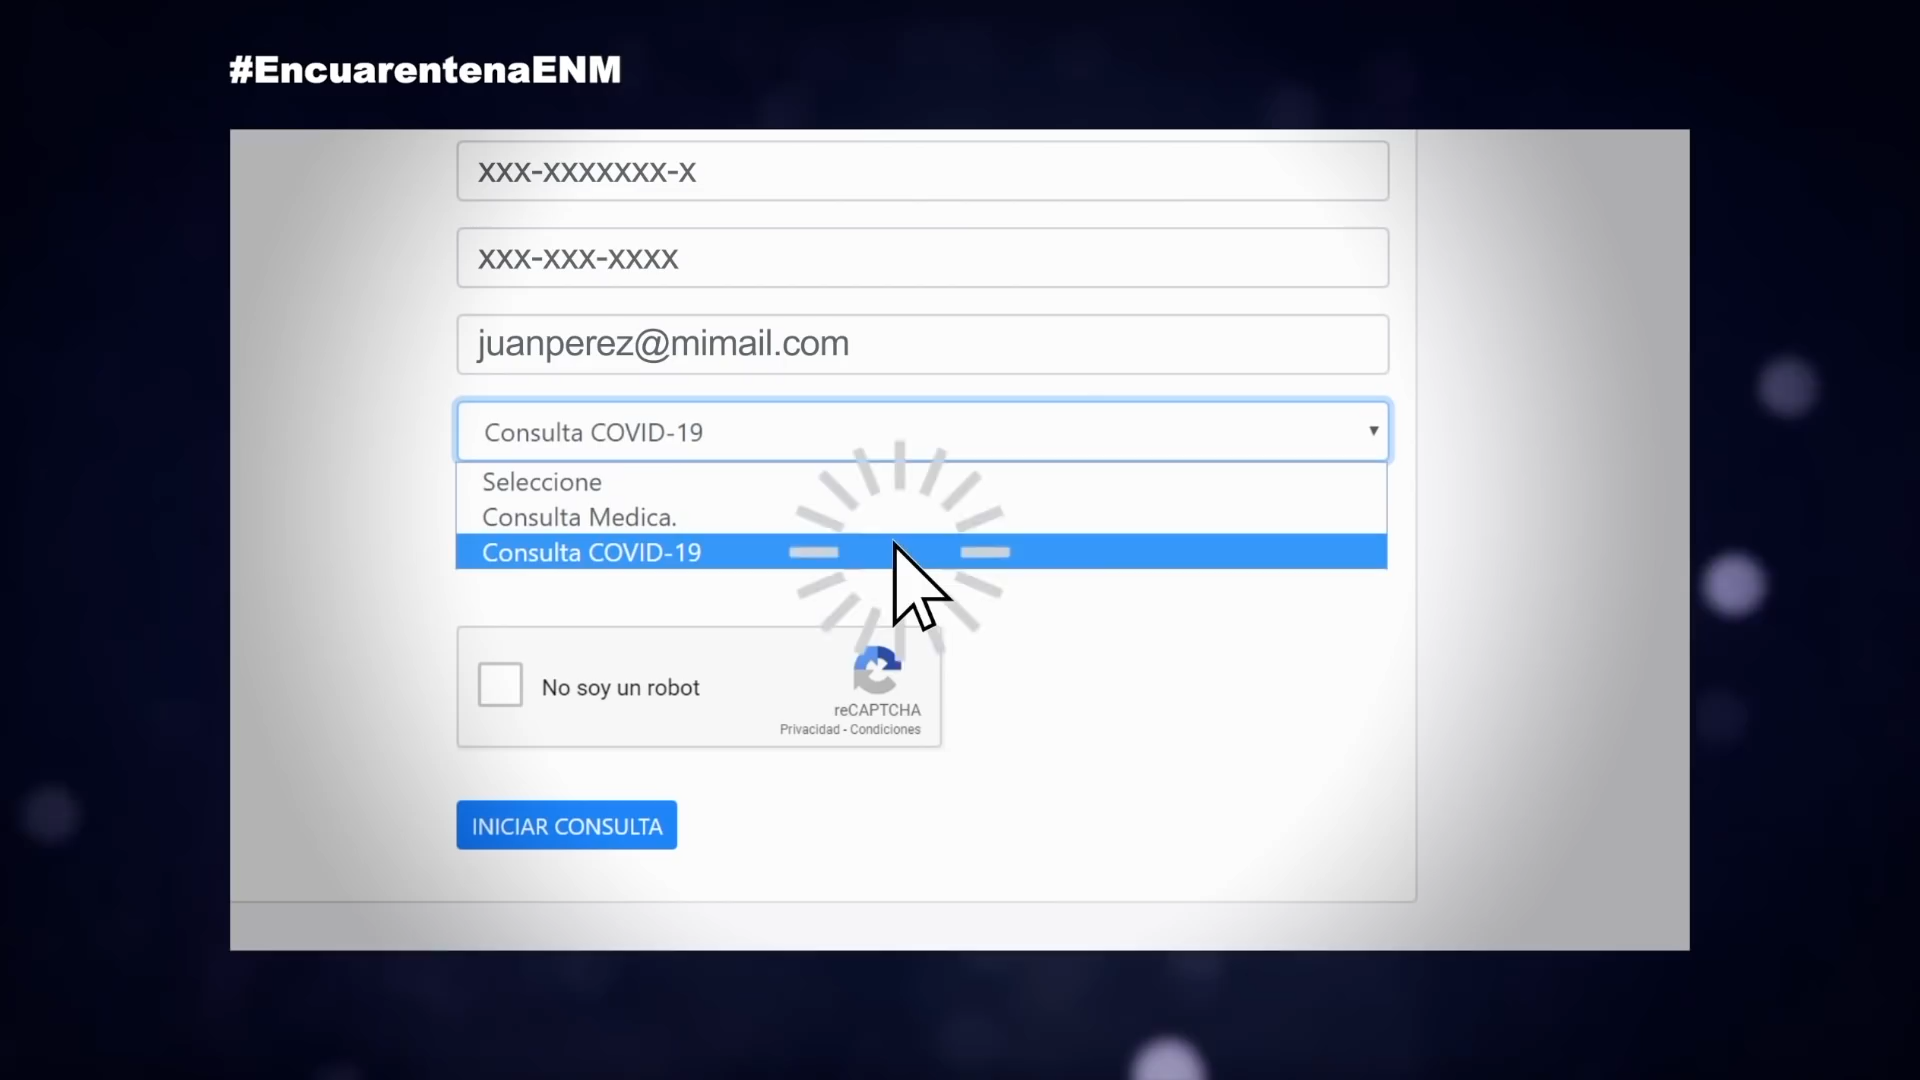 #EncuarentenaENM
xxx-xxxxxxx-x
xxx-xxx-xxxx
juanperez@mimail.com
Consulta COVID-19
Seleccione
Consulta Medica.
Consulta COVID-19
No soy un robot
reCAPTCHA
Privacidad - Condiciones
INICIAR CONSULTA